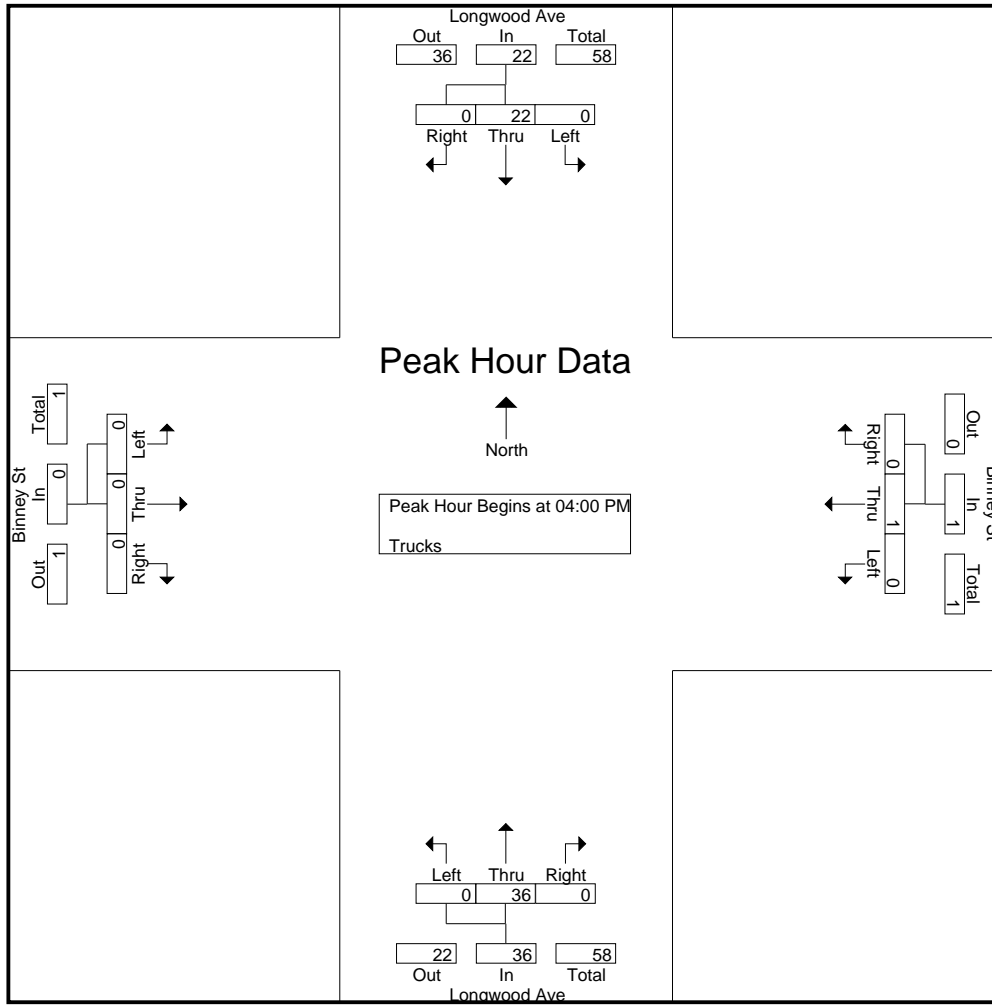 Longwood Ave
Out In Total
36 22 58
0 22 0
Right Thru Left
Peak Hour Data
North
Peak Hour Begins at 04:00 PM
Trucks
Binney St
Total In Out
1 0 1
0 0 0
Left Thru Right
Binney St
Out In Total
0 1 1
0 1 0
Right Thru Left
Left Thru Right
0 36 0
22 36 58
Out In Total
Longwood Ave